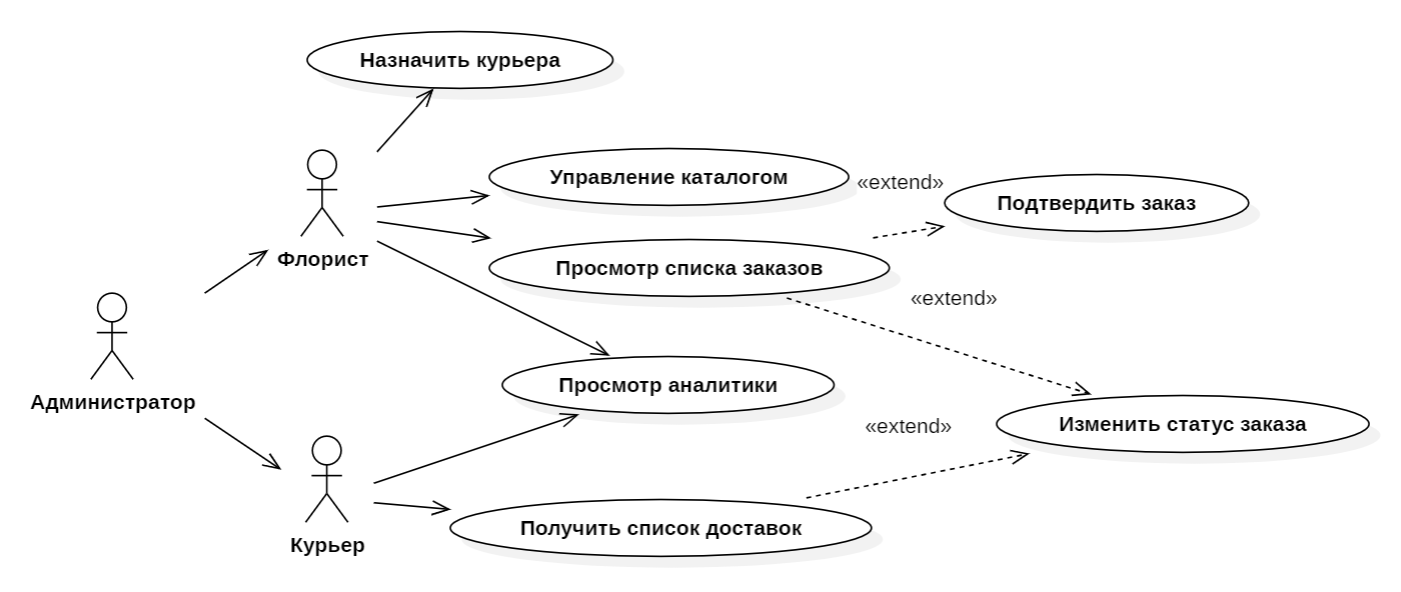 Назначить курьера
Управление каталогом
«extend»
Подтвердить заказ
Флорист
Просмотр списка заказов
«extend»
Администратор
Просмотр аналитики
«extend»
Изменить статус заказа
Курьер
Получить список доставок